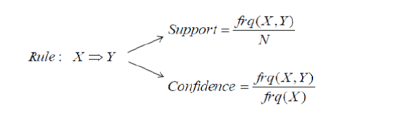 Support = frq(X,Y) / N
Rule: X ⇒ Y
Confidence = frq(X,Y) / frq(X)